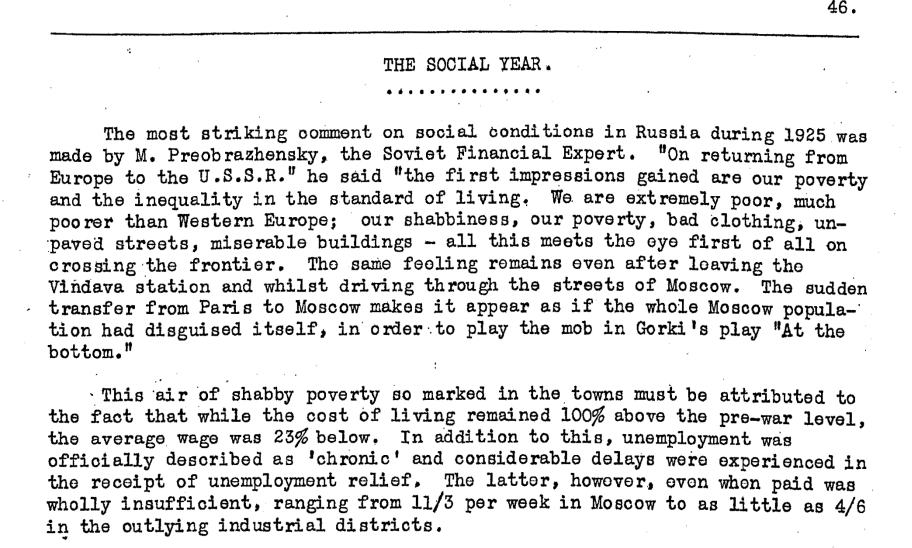 46.
THE SOCIAL YEAR.
...............
The most striking comment on social conditions in Russia during 1925 was
made by M. Preobrazhensky, the Soviet Financial Expert. "On returning from
Europe to the U.S.S.R." he said "the first impressions gained are our poverty
and the inequality in the standard of living. We are extremely poor, much
poorer than Western Europe; our shabbiness, our poverty, bad clothing, un-
paved streets, miserable buildings - all this meets the eye first of all on
crossing the frontier. The same feeling remains even after leaving the
Vindava station and whilst driving through the streets of Moscow. The sudden
transfer from Paris to Moscow makes it appear as if the whole Moscow popula-
tion had disguised itself, in order to play the mob in Gorki's play "At the
bottom."
This air of shabby poverty so marked in the towns must be attributed to
the fact that while the cost of living remained 100% above the pre-war level,
the average wage was 23% below. In addition to this, unemployment was
officially described as 'chronic' and considerable delays were experienced in
the receipt of unemployment relief. The latter, however, even when paid was
wholly insufficient, ranging from 11/3 per week in Moscow to as little as 4/6
in the outlying industrial districts.